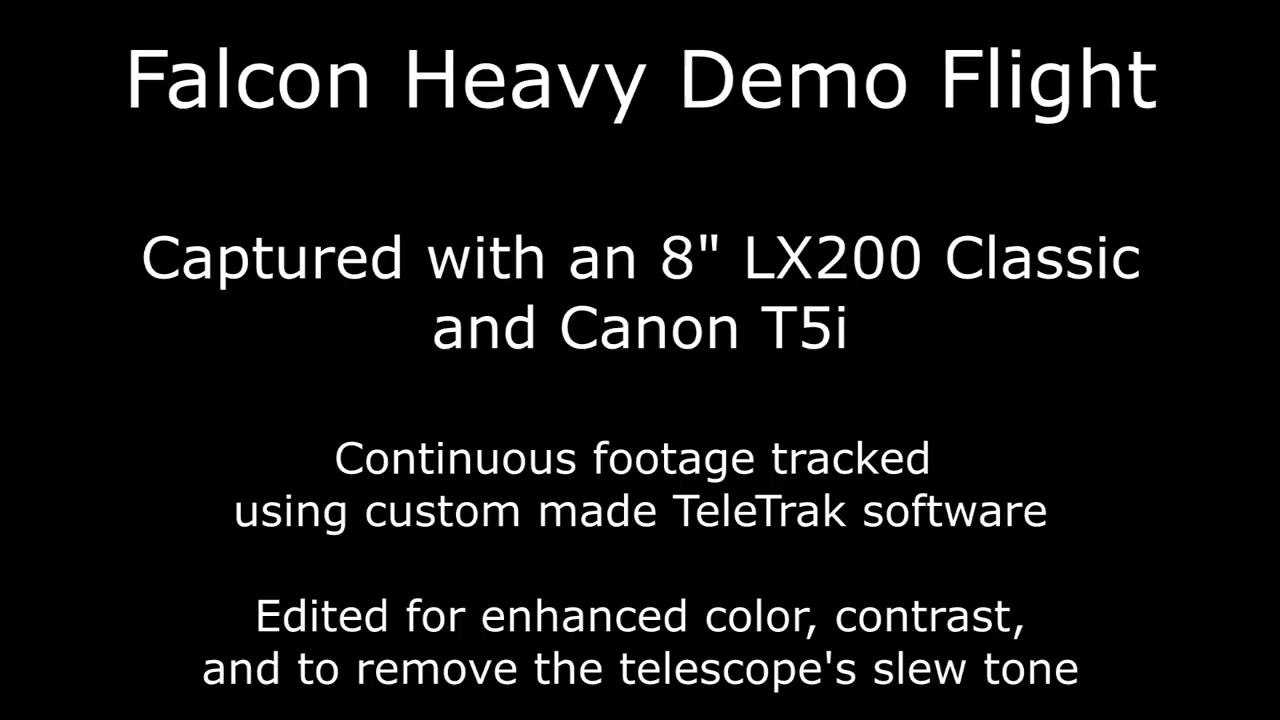 Falcon Heavy Demo Flight
Captured with an 8" LX200 Classic
and Canon T5i
Continuous footage tracked
using custom made TeleTrak software
Edited for enhanced color, contrast,
and to remove the telescope's slew tone